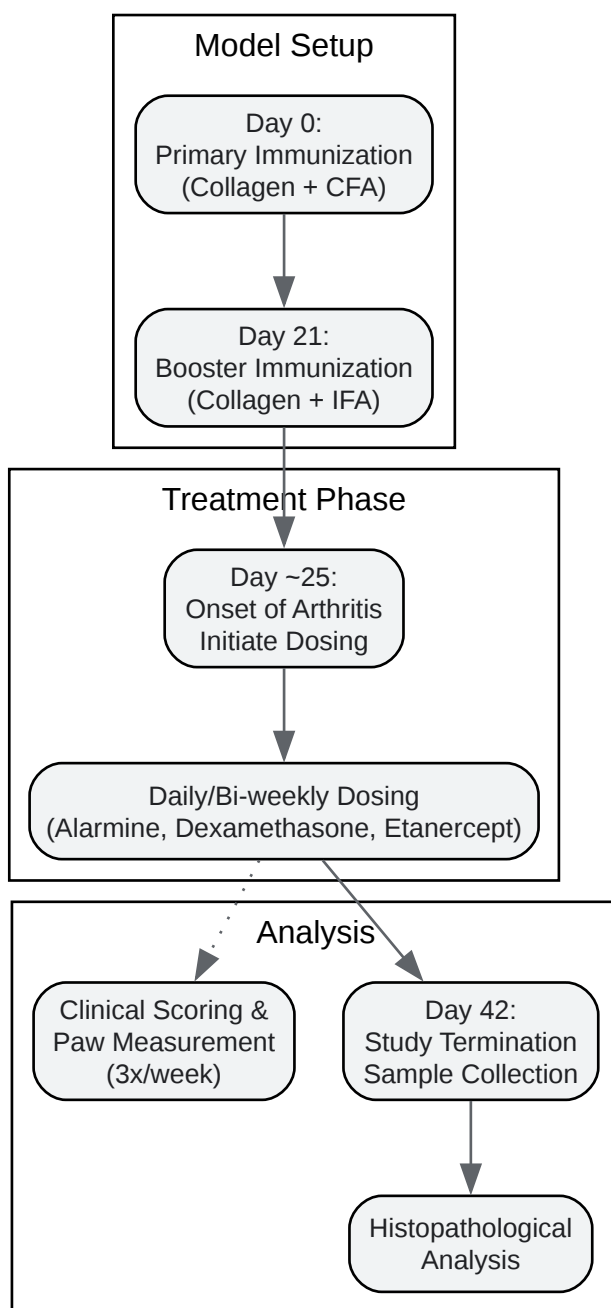 Model Setup
Day 0:
Primary Immunization
(Collagen + CFA)
Day 21:
Booster Immunization
(Collagen + IFA)
Treatment Phase
Day ~25:
Onset of Arthritis
Initiate Dosing
Daily/Bi-weekly Dosing
(Alarmine, Dexamethasone, Etanercept)
Analysis
Clinical Scoring &
Paw Measurement
(3x/week)
Day 42:
Study Termination
Sample Collection
Histopathological
Analysis